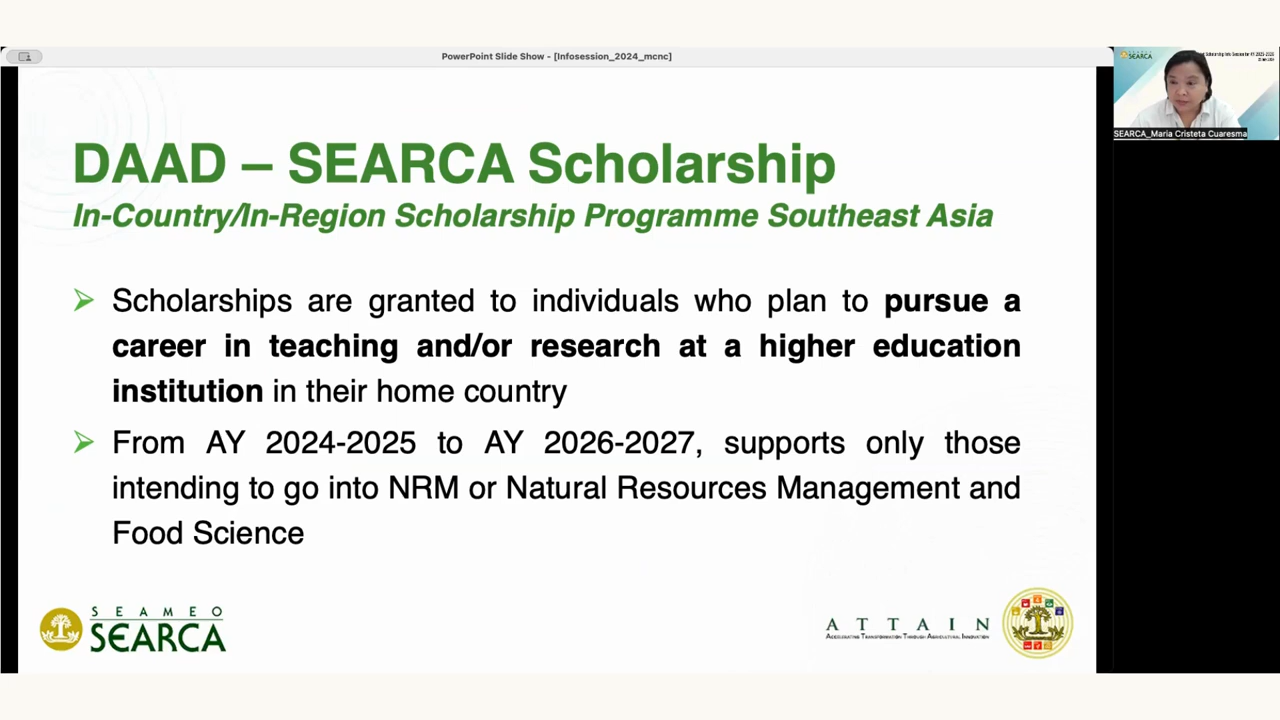 PowerPoint Slide Show - [Infosession_2024_mcnc]
SEARCA
SEARCA_Maria Cristeta Cuaresma
DAAD – SEARCA Scholarship
In-Country/In-Region Scholarship Programme Southeast Asia
Scholarships are granted to individuals who plan to pursue a
career in teaching and/or research at a higher education
institution in their home country
From AY 2024-2025 to AY 2026-2027, supports only those
intending to go into NRM or Natural Resources Management and
Food Science
SEAMEO
SEARCA
ATTAIN
Accelerating Transformation Through Agricultural Innovation